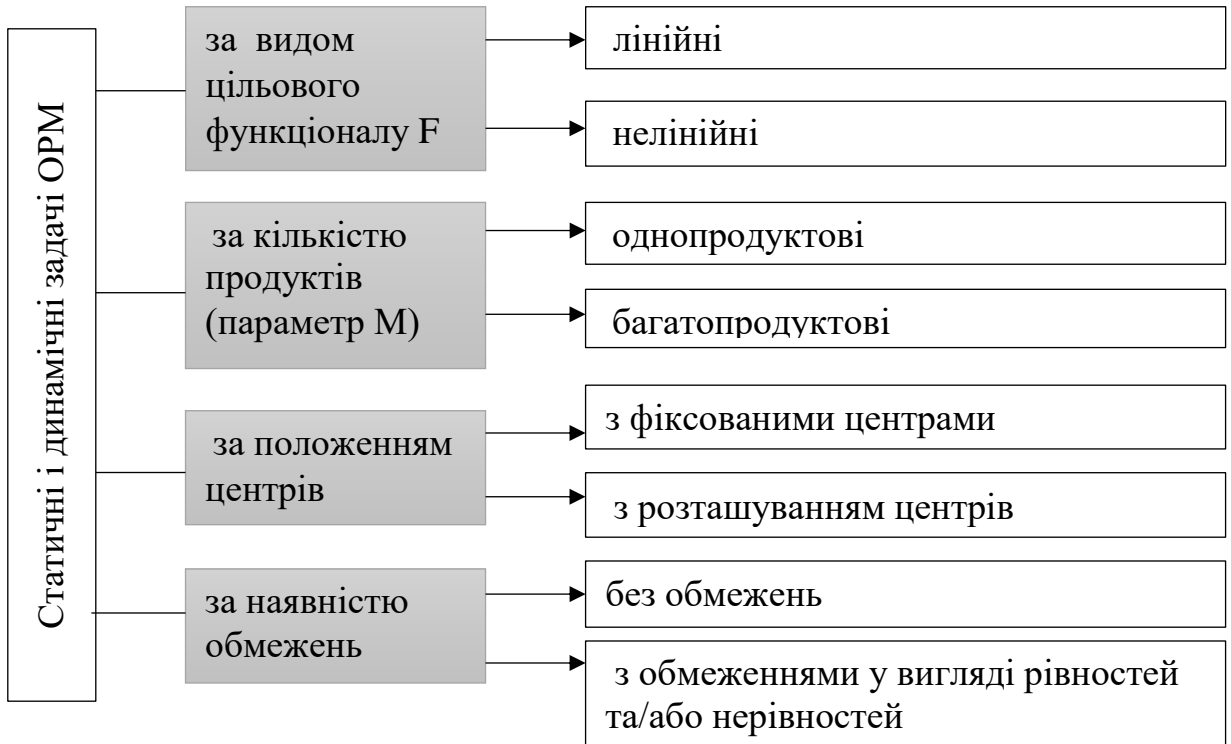 Статичні і динамічні задачі ОРМ
за видом
цільового
функціоналу F
лінійні
нелінійні
за кількістю
продуктів
(параметр М)
однопродуктові
багатопродуктові
за положенням
центрів
з фіксованими центрами
з розташуванням центрів
за наявністю
обмежень
без обмежень
з обмеженнями у вигляді рівностей
та/або нерівностей